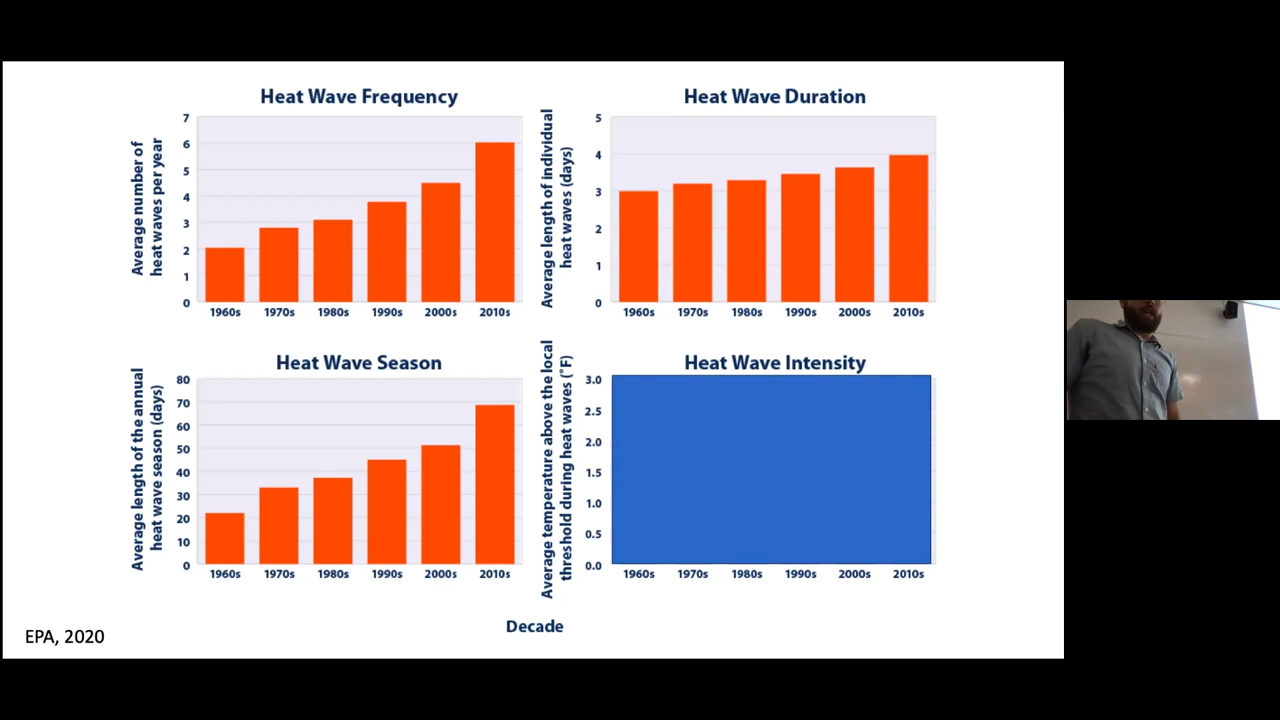 Heat Wave Frequency
Average number of
heat waves per year
7
6
5
4
3
2
1
0
1960s 1970s 1980s 1990s 2000s 2010s
Heat Wave Duration
Average length of individual
heat waves (days)
5
4
3
2
1
0
1960s 1970s 1980s 1990s 2000s 2010s
Heat Wave Season
Average length of the annual
heat wave season (days)
80
70
60
50
40
30
20
10
0
1960s 1970s 1980s 1990s 2000s 2010s
Heat Wave Intensity
Average temperature above the local
threshold during heat waves (°F)
3.0
2.5
2.0
1.5
1.0
0.5
0.0
1960s 1970s 1980s 1990s 2000s 2010s
Decade
EPA, 2020